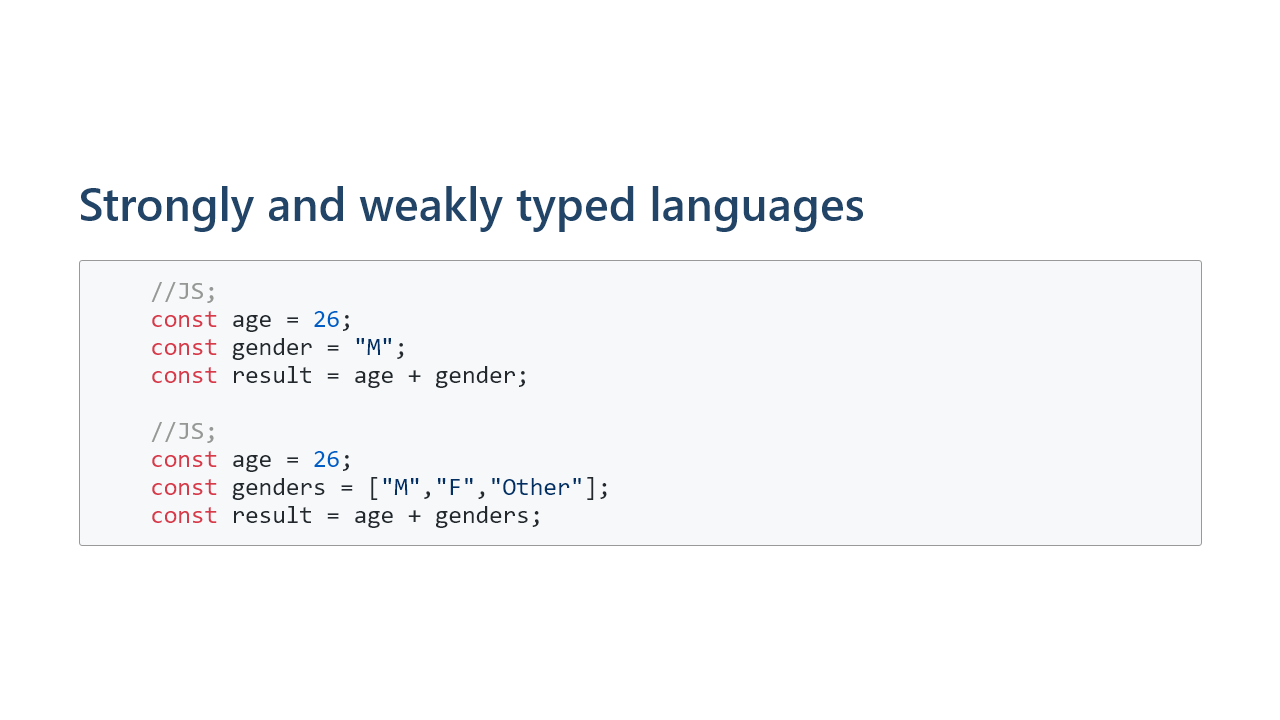 Strongly and weakly typed languages
//JS;
const age = 26;
const gender = "M";
const result = age + gender;
//JS;
const age = 26;
const genders = ["M","F","Other"];
const result = age + genders;